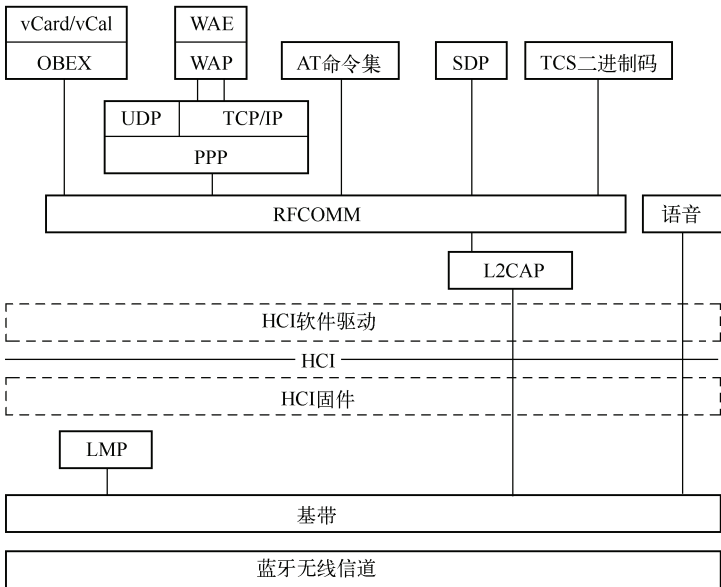 vCard/vCal
OBEX
WAE
WAP
AT命令集
SDP
TCS二进制码
UDP
TCP/IP
PPP
RFCOMM
语音
L2CAP
HCI软件驱动
HCI
HCI固件
LMP
基带
蓝牙无线信道